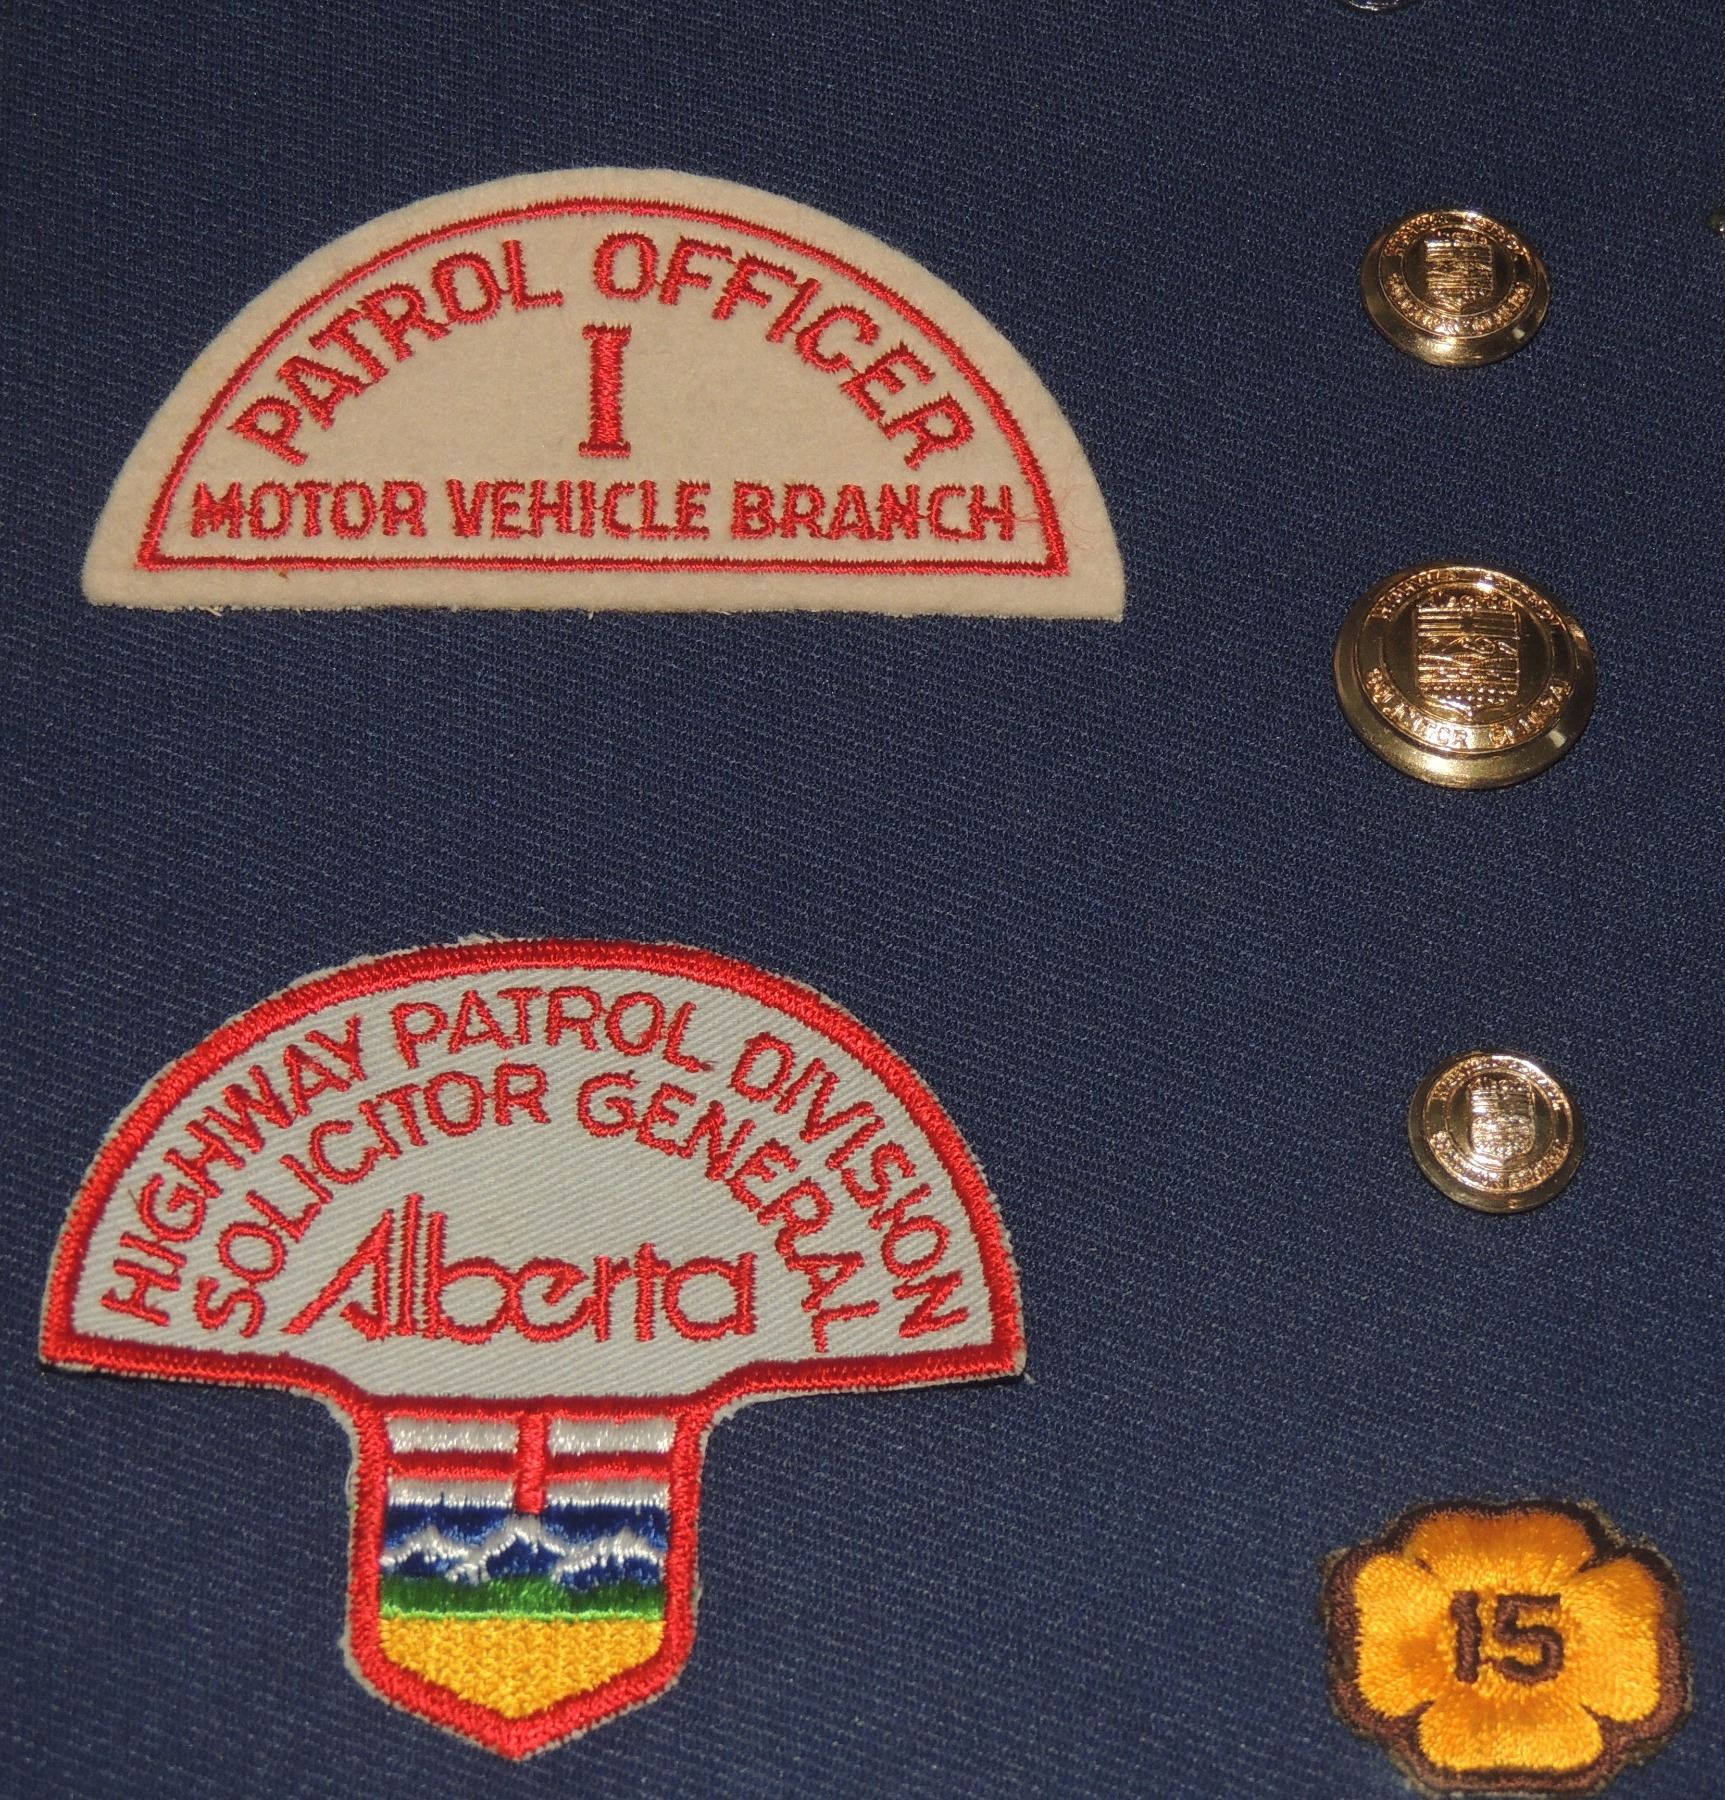 PATROL OFFICER
I
MOTOR VEHICLE BRANCH
HIGHWAY PATROL DIVISION
SOLICITOR GENERAL
Alberta
15